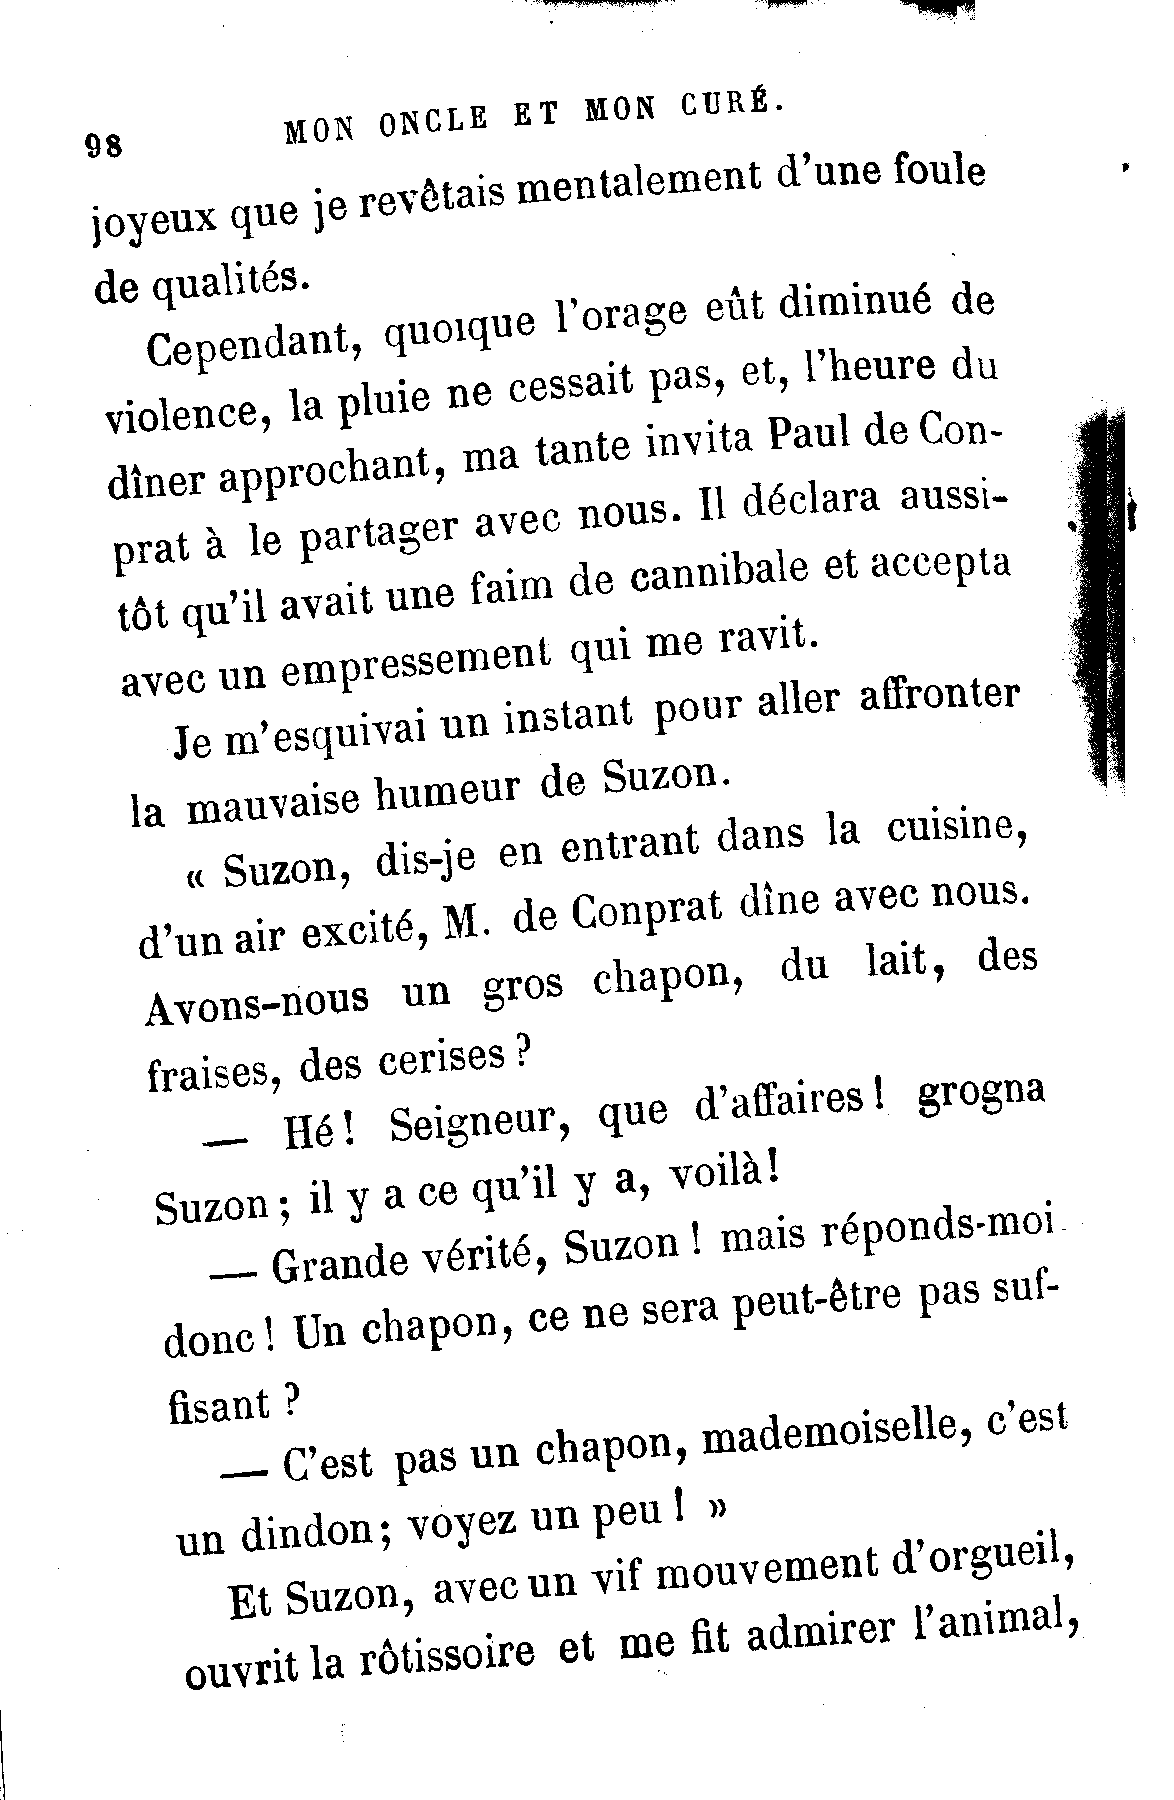 98 MON ONCLE ET MON CURÉ.
joyeux que je revêtais mentalement d'une foule
de qualités.
Cependant, quoique l'orage eût diminué de
violence, la pluie ne cessait pas, et, l'heure du
dîner approchant, ma tante invita Paul de Con-
prat à le partager avec nous. Il déclara aussi-
tôt qu'il avait une faim de cannibale et accepta
avec un empressement qui me ravit.
Je m'esquivai un instant pour aller affronter
la mauvaise humeur de Suzon.
« Suzon, dis-je en entrant dans la cuisine,
d'un air excité, M. de Conprat dîne avec nous.
Avons-nous un gros chapon, du lait, des
fraises, des cerises ?
— Hé ! Seigneur, que d'affaires ! grogna
Suzon ; il y a ce qu'il y a, voilà !
— Grande vérité, Suzon ! mais réponds-moi
donc ! Un chapon, ce ne sera peut-être pas suf-
fisant ?
— C'est pas un chapon, mademoiselle, c'est
un dindon ; voyez un peu ! »
Et Suzon, avec un vif mouvement d'orgueil,
ouvrit la rôtissoire et me fit admirer l'animal,